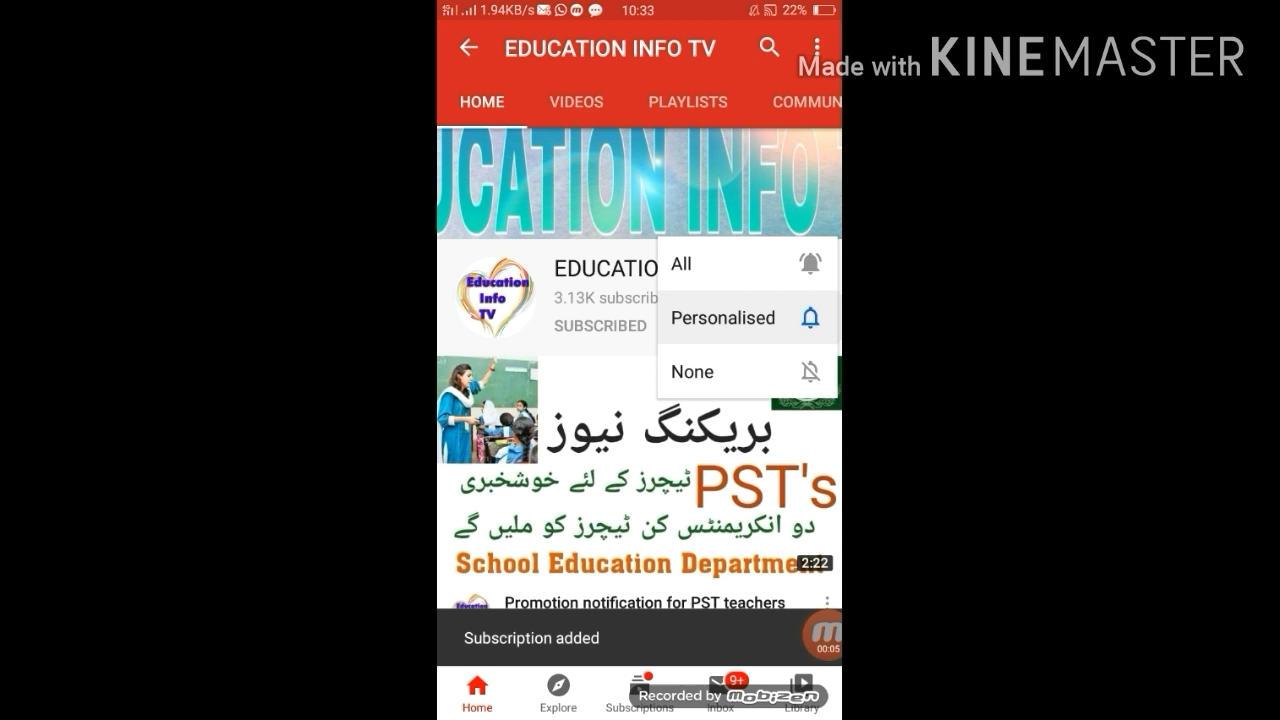 1.94KB/s 10:33 22%
EDUCATION INFO TV
Made with KINEMASTER
HOME VIDEOS PLAYLISTS COMMUN
UCATION INFO
All
Education
Info
TV
EDUCATIO
3.13K subscrib
SUBSCRIBED
Personalised
None
بریکنگ نیوز
PST's ٹیچرز کے لئے خوشخبری
دو انکریمنٹس کن ٹیچرز کو ملیں گے
School Education Departme
2:22
Education
Promotion notification for PST teachers
Subscription added
00:05
9+
Recorded by mobizen
Home Explore Subscriptions Inbox Library